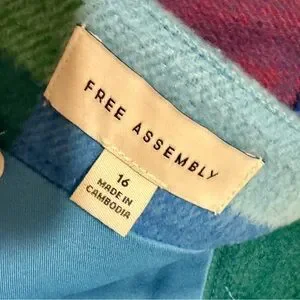 FREE ASSEMBLY
16
MADE IN
CAMBODIA